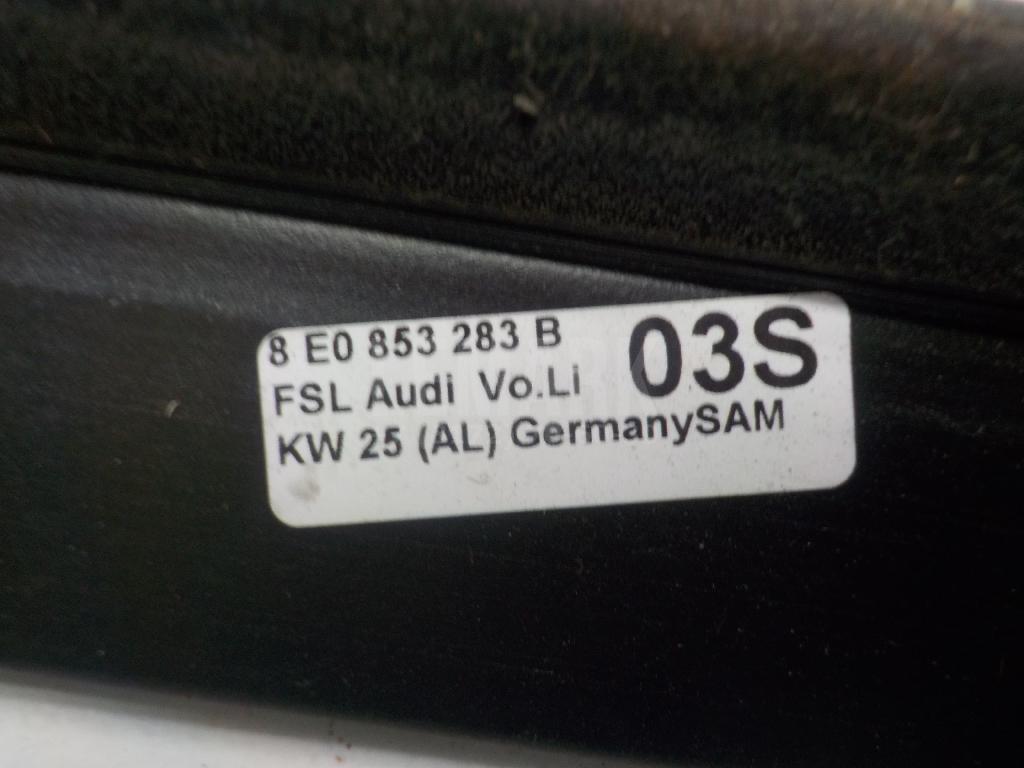 8 E0 853 283 B 03S
FSL Audi Vo.Li
KW 25 (AL) GermanySAM